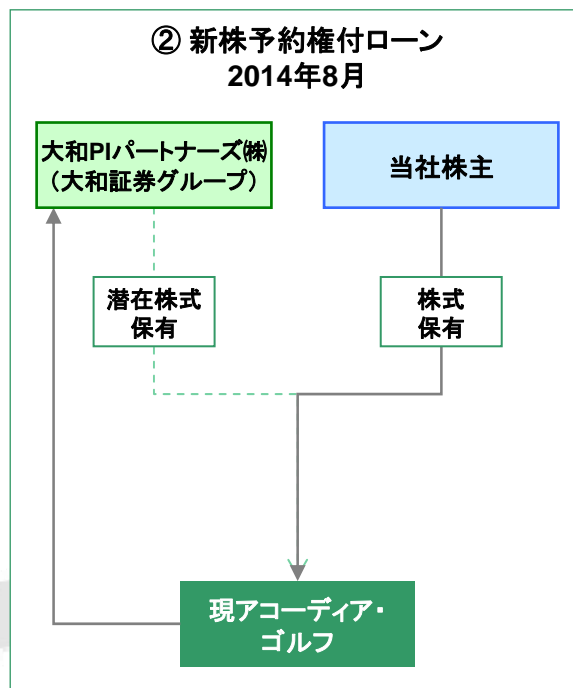 ② 新株予約権付ローン
2014年8月
大和PIパートナーズ㈱
（大和証券グループ）
当社株主
潜在株式
保有
株式
保有
現アコーディア・
ゴルフ